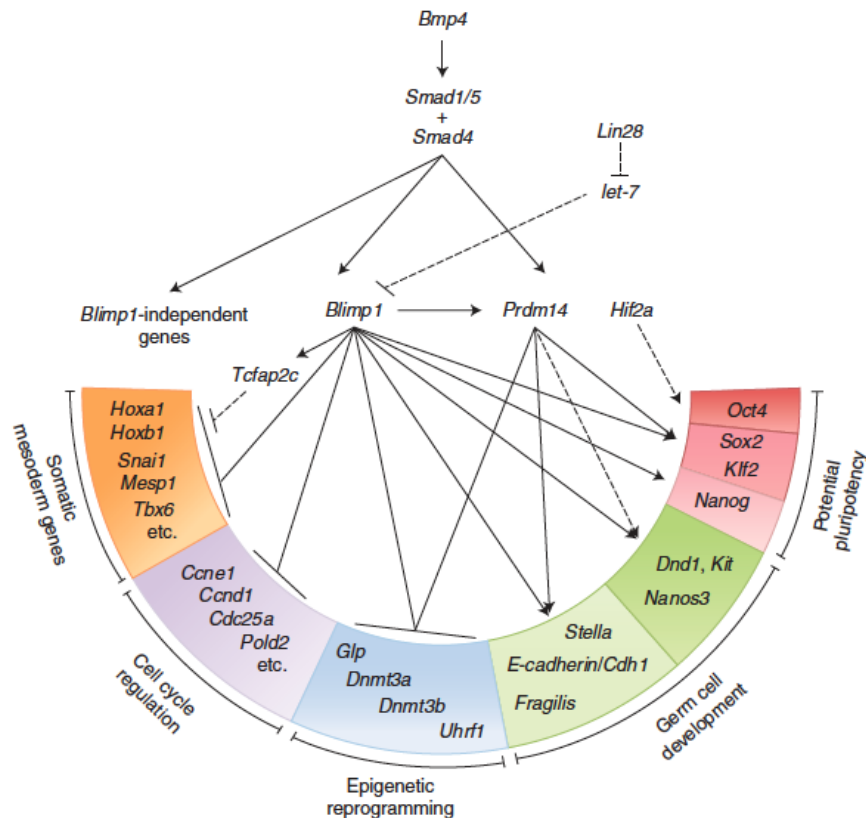 Bmp4
Smad1/5
+
Smad4
Lin28
let-7
Blimp1-independent
genes
Blimp1
Prdm14
Hif2a
Tcfap2c
Hoxa1
Hoxb1
Snai1
Mesp1
Tbx6
etc.
Somatic
mesoderm genes
Ccne1
Ccnd1
Cdc25a
Pold2
etc.
Cell cycle
regulation
Glp
Dnmt3a
Dnmt3b
Uhrf1
Epigenetic
reprogramming
Stella
E-cadherin/Cdh1
Fragilis
Dnd1, Kit
Nanos3
Germ cell
development
Oct4
Sox2
Klf2
Nanog
Potential
pluripotency